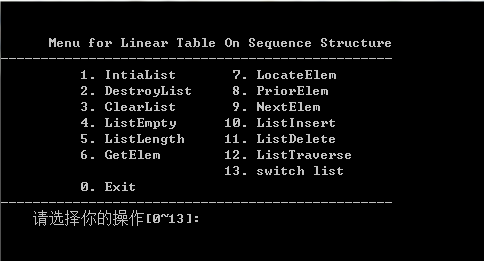 Menu for Linear Table On Sequence Structure
-------------------------------------------------
1. IntiaList 7. LocateElem
2. DestroyList 8. PriorElem
3. ClearList 9. NextElem
4. ListEmpty 10. ListInsert
5. ListLength 11. ListDelete
6. GetElem 12. ListTraverse
13. switch list
0. Exit
-------------------------------------------------
请选择你的操作[0~13]: